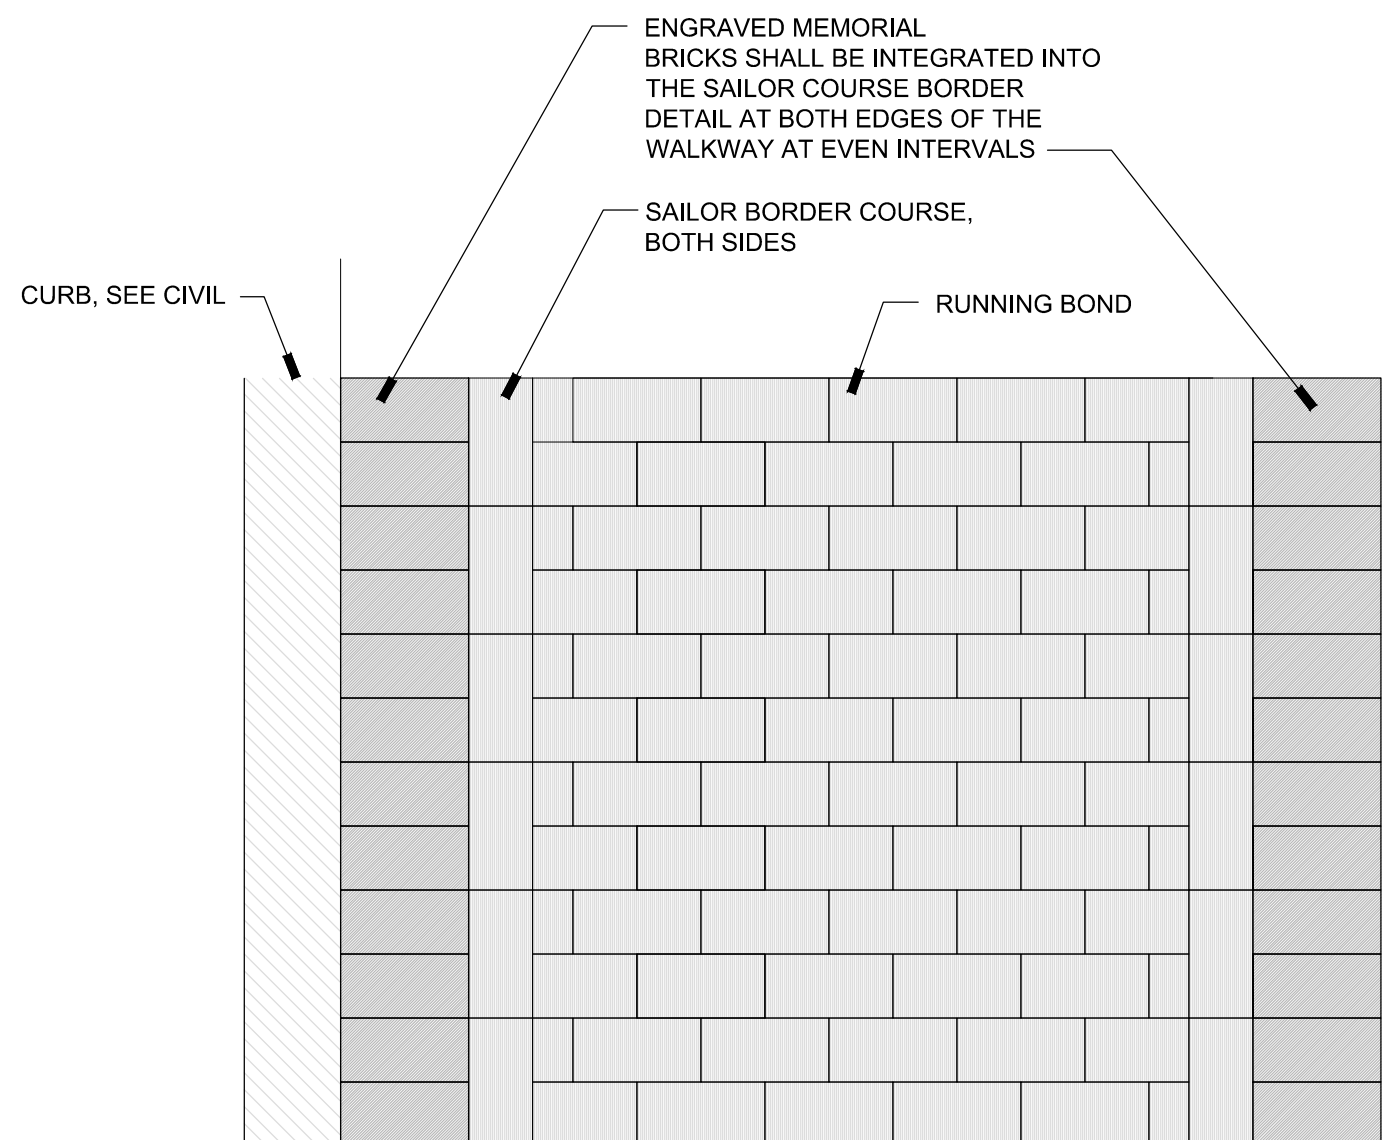 ENGRAVED MEMORIAL
BRICKS SHALL BE INTEGRATED INTO
THE SAILOR COURSE BORDER
DETAIL AT BOTH EDGES OF THE
WALKWAY AT EVEN INTERVALS
SAILOR BORDER COURSE,
BOTH SIDES
CURB, SEE CIVIL
RUNNING BOND